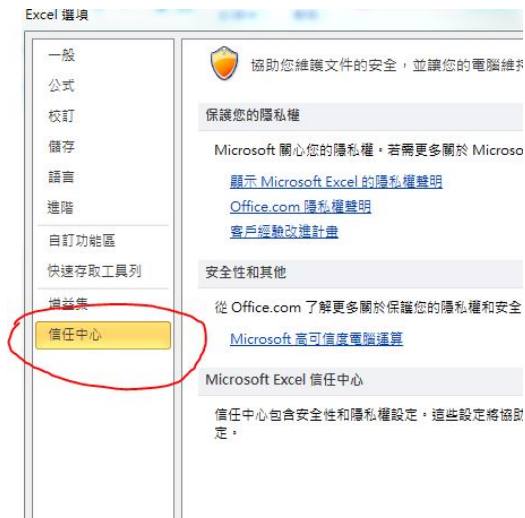 Excel 選項
一般
公式
校訂
儲存
語言
進階
自訂功能區
快速存取工具列
增益集
信任中心
協助您維護文件的安全，並讓您的電腦維持
保護您的隱私權
Microsoft 關心您的隱私權。若需更多關於 Microso
顯示 Microsoft Excel 的隱私權聲明
Office.com 隱私權聲明
客戶經驗改進計畫
安全性和其他
從 Office.com 了解更多關於保護您的隱私權和安全
Microsoft 高可信度電腦運算
Microsoft Excel 信任中心
信任中心包含安全性和隱私權設定。這些設定將協助
定。